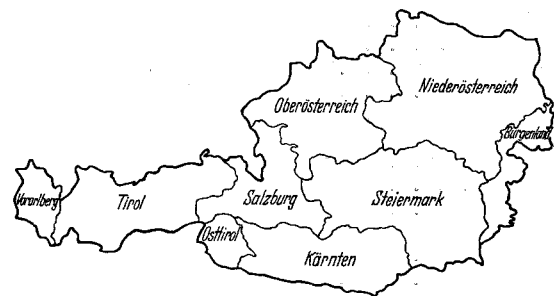 Niederösterreich
Oberösterreich
Burgenland
Vorarlberg
Tirol
Salzburg
Steiermark
Osttirol
Kärnten